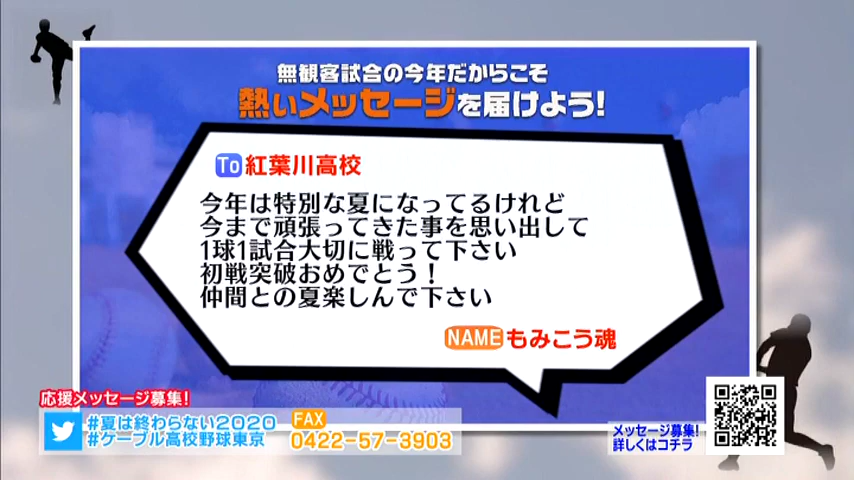 無観客試合の今年だからこそ
熱いメッセージを届けよう!
To 紅葉川高校
今年は特別な夏になってるけれど
今まで頑張ってきた事を思い出して
1球1試合大切に戦って下さい
初戦突破おめでとう！
仲間との夏楽しんで下さい
NAME もみこう魂
応援メッセージ募集!
#夏は終わらない2020
#ケーブル高校野球東京
FAX
0422-57-3903
メッセージ募集!
詳しくはコチラ